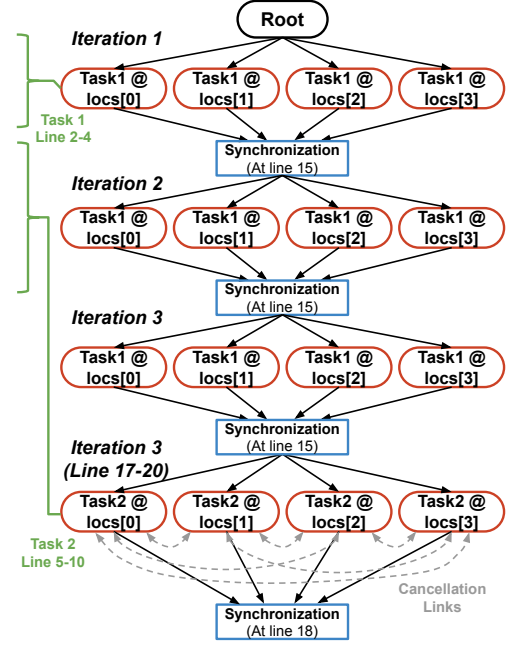 Root
Iteration 1
Task1 @
locs[0]
Task1 @
locs[1]
Task1 @
locs[2]
Task1 @
locs[3]
Task 1
Line 2-4
Synchronization
(At line 15)
Iteration 2
Task1 @
locs[0]
Task1 @
locs[1]
Task1 @
locs[2]
Task1 @
locs[3]
Synchronization
(At line 15)
Iteration 3
Task1 @
locs[0]
Task1 @
locs[1]
Task1 @
locs[2]
Task1 @
locs[3]
Synchronization
(At line 15)
Iteration 3
(Line 17-20)
Task2 @
locs[0]
Task2 @
locs[1]
Task2 @
locs[2]
Task2 @
locs[3]
Task 2
Line 5-10
Cancellation
Links
Synchronization
(At line 18)